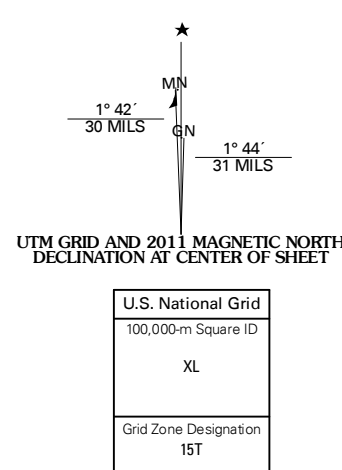 ★
MN
1° 42´
30 MILS
GN
1° 44´
31 MILS
UTM GRID AND 2011 MAGNETIC NORTH
DECLINATION AT CENTER OF SHEET
U.S. National Grid
100,000-m Square ID
XL
Grid Zone Designation
15T